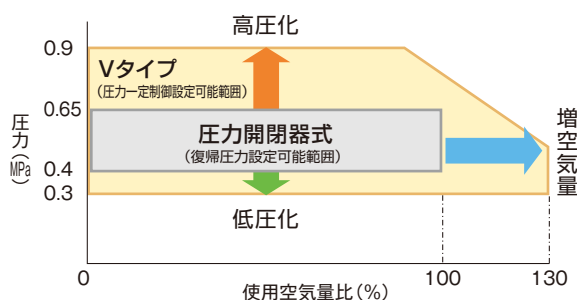 高圧化
0.9
Vタイプ
(圧力一定制御設定可能範囲)
0.65
圧力開閉器式
(復帰圧力設定可能範囲)
圧力(MPa)
0.4
0.3
増空気量
低圧化
0
100
130
使用空気量比(%)